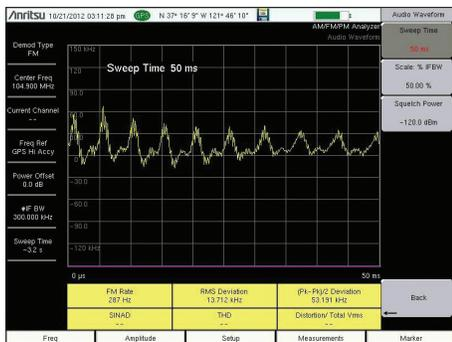 Anritsu 10/21/2012 03:11:28 pm GPS N 37° 16' 9" W 121° 46' 10"
Audio Waveform
AM/FM/PM Analyzer
Audio Waveform
Demod Type
FM
Center Freq
104.900 MHz
Current Channel
--
Freq Ref
GPS Hi Accy
Power Offset
0.0 dB
#IF BW
300.000 kHz
Sweep Time
~3.2 s
150 kHz
120
90.0
60.0
-30.0
-60.0
-90.0
-120 kHz
Sweep Time 50 ms
0 µs
50 ms
FM Rate
287 Hz
RMS Deviation
13.712 kHz
(Pk-Pk)/2 Deviation
53.191 kHz
SINAD
--
THD
--
Distortion/ Total Vrms
--
Sweep Time
50 ms
Scale: % IFBW
50.00 %
Squelch Power
-120.0 dBm
Back
Freq
Amplitude
Setup
Measurements
Marker